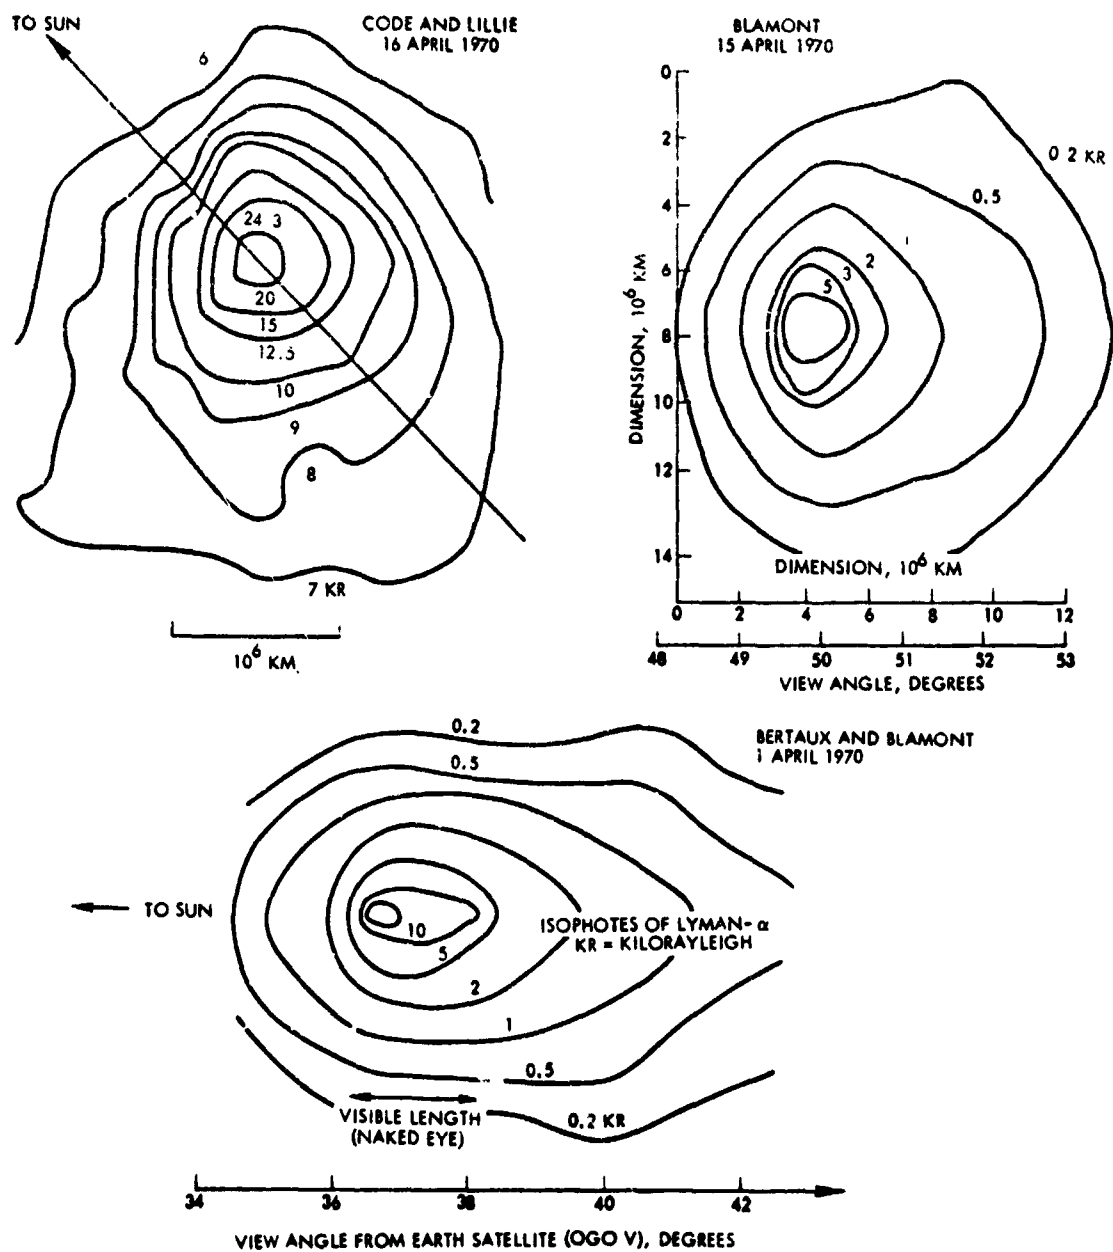 TO SUN
CODE AND LILLIE
16 APRIL 1970
6
24 3
20
15
12.5
10
9
8
7 KR
10⁶ KM
BLAMONT
15 APRIL 1970
0
2
4
6
8
10
12
14
DIMENSION, 10⁶ KM
0 2 KR
0.5
1
2
3
5
DIMENSION, 10⁶ KM
0 2 4 6 8 10 12
48 49 50 51 52 53
VIEW ANGLE, DEGREES
BERTAUX AND BLAMONT
1 APRIL 1970
0.2
0.5
TO SUN
10
5
2
1
0.5
0.2 KR
ISOPHOTES OF LYMAN-α
KR = KILORAYLEIGH
VISIBLE LENGTH
(NAKED EYE)
34 36 38 40 42
VIEW ANGLE FROM EARTH SATELLITE (OGO V), DEGREES